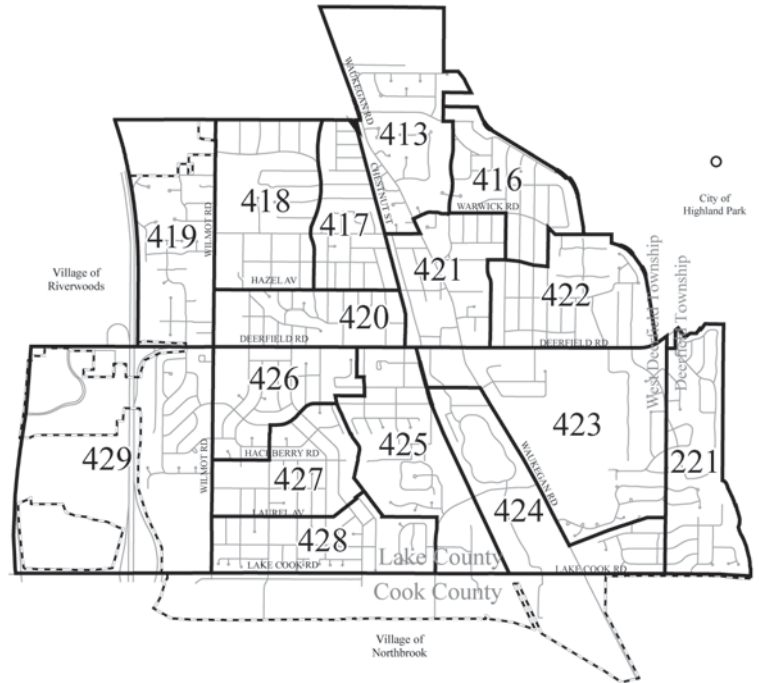 WAUKEGAN RD
413
416
City of
Highland Park
CHESTNUT ST
418
417
WARWICK RD
WILMOT RD
419
421
Village of
Riverwoods
HAZEL AV
422
West Deerfield Township
Deerfield Township
420
DEERFIELD RD
DEERFIELD RD
426
423
425
HACKBERRY RD
429
WILMOT RD
427
WAUKEGAN RD
221
LAUREL AV
424
428
Lake County
LAKE COOK RD
LAKE COOK RD
Cook County
Village of
Northbrook